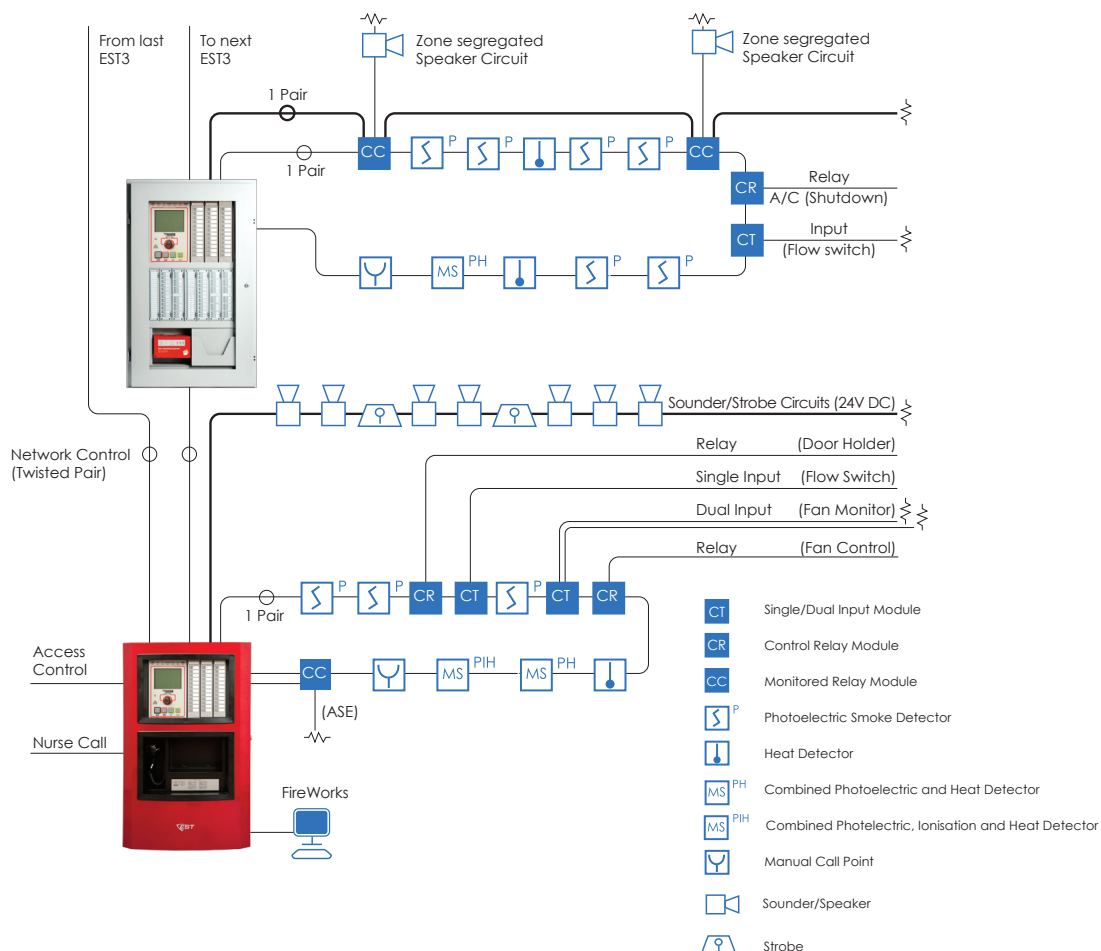 From last
EST3
To next
EST3
Zone segregated
Speaker Circuit
Zone segregated
Speaker Circuit
1 Pair
1 Pair
CC
P
P
P
P
CC
CR
Relay
A/C (Shutdown)
CT
Input
(Flow switch)
MS
PH
P
P
Sounder/Strobe Circuits (24V DC)
Network Control
(Twisted Pair)
Relay
(Door Holder)
Single Input
(Flow Switch)
Dual Input
(Fan Monitor)
Relay
(Fan Control)
1 Pair
P
P
CR
CT
P
CT
CR
Access
Control
CC
MS
PIH
MS
PH
(ASE)
Nurse Call
EST
FireWorks
CT
Single/Dual Input Module
CR
Control Relay Module
CC
Monitored Relay Module
P
Photoelectric Smoke Detector
Heat Detector
MS
PH
Combined Photoelectric and Heat Detector
MS
PIH
Combined Photelectric, Ionisation and Heat Detector
Manual Call Point
Sounder/Speaker
Strobe